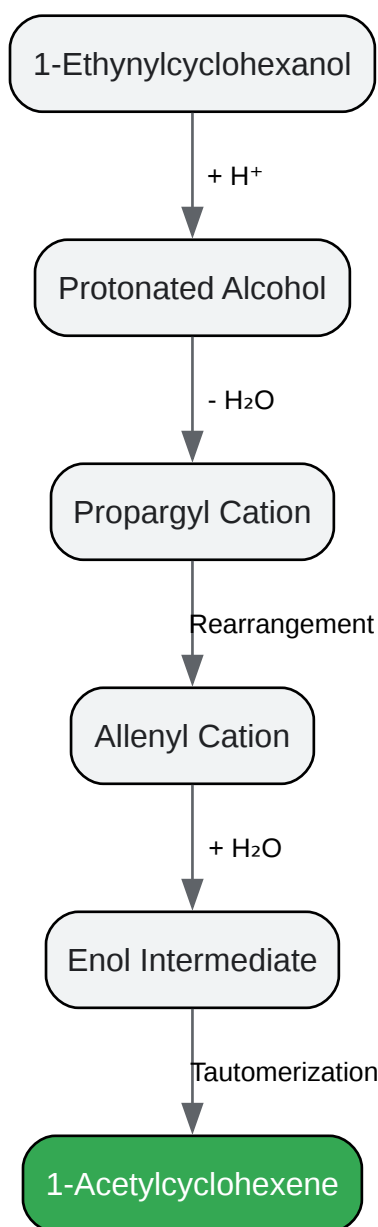 1-Ethynylcyclohexanol
+ H⁺
Protonated Alcohol
- H₂O
Propargyl Cation
Rearrangement
Allenyl Cation
+ H₂O
Enol Intermediate
Tautomerization
1-Acetylcyclohexene